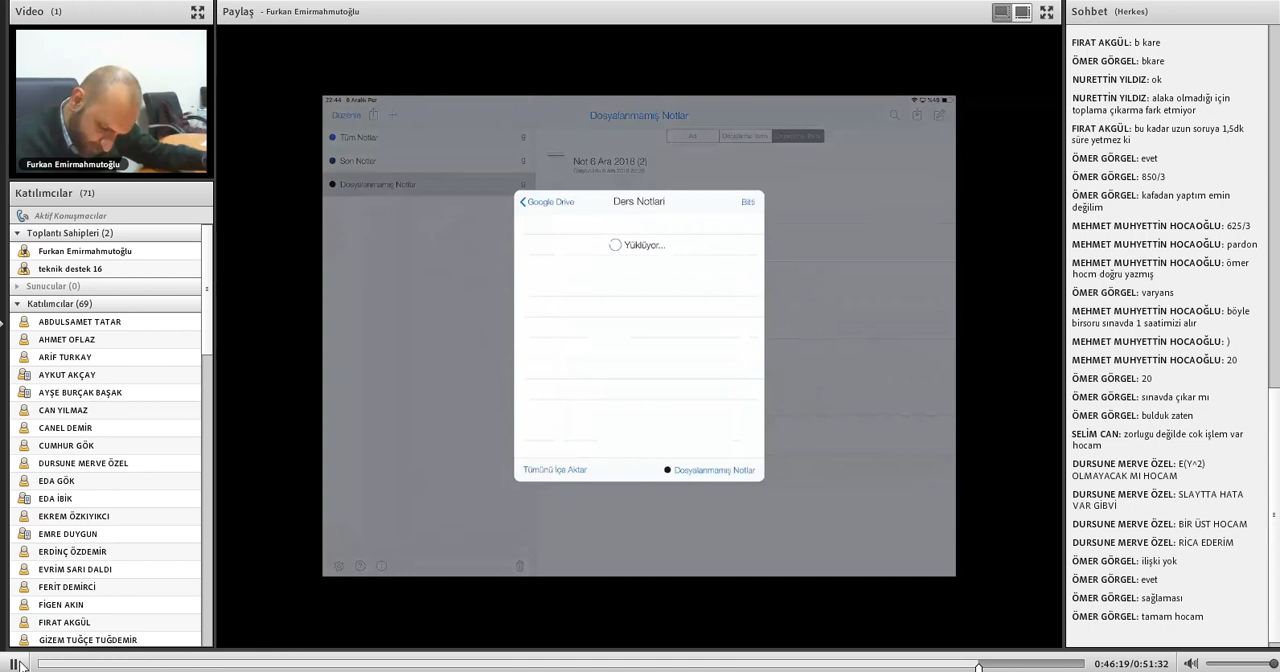 Video (1)
Furkan Emirmahmutoğlu
Katılımcılar (71)
Aktif Konuşmacılar
Toplantı Sahipleri (2)
Furkan Emirmahmutoğlu
teknik destek 16
Sunucular (0)
Katılımcılar (69)
ABDULSAMET TATAR
AHMET OFLAZ
ARİF TURKAY
AYKUT AKÇAY
AYŞE BURÇAK BAŞAK
CAN YILMAZ
CANEL DEMİR
CUMHUR GÖK
DURSUNE MERVE ÖZEL
EDA GÖK
EDA İBİK
EKREM ÖZKIYIKCI
EMRE DUYGUN
ERDİNÇ ÖZDEMİR
EVRİM SARI DALDI
FERİT DEMİRCİ
FİGEN AKIN
FIRAT AKGÜL
GİZEM TUĞÇE TUĞDEMİR
Paylaş - Furkan Emirmahmutoğlu
22:44 6 Aralık Per
%45
Düzenle
Dosyalanmamış Notlar
Tüm Notlar
Son Notlar
Dosyalanmamış Notlar
Ad
Not 6 Ara 2018 (2)
Google Drive
Ders Notlari
Bitti
Yüklüyor...
Tümünü İçe Aktar
Dosyalanmamış Notlar
Sohbet (Herkes)
FIRAT AKGÜL: b kare
ÖMER GÖRGEL: bkare
NURETTİN YILDIZ: ok
NURETTİN YILDIZ: alaka olmadığı için
toplama çıkarma fark etmiyor
FIRAT AKGÜL: bu kadar uzun soruya 1,5dk
süre yetmez ki
ÖMER GÖRGEL: evet
ÖMER GÖRGEL: 850/3
ÖMER GÖRGEL: kafadan yaptım emin
değilim
MEHMET MUHYETTİN HOCAOĞLU: 625/3
MEHMET MUHYETTİN HOCAOĞLU: pardon
MEHMET MUHYETTİN HOCAOĞLU: ömer
hocm doğru yazmış
ÖMER GÖRGEL: varyans
MEHMET MUHYETTİN HOCAOĞLU: böyle
birsoru sınavda 1 saatimizi alır
MEHMET MUHYETTİN HOCAOĞLU: )
MEHMET MUHYETTİN HOCAOĞLU: 20
ÖMER GÖRGEL: 20
ÖMER GÖRGEL: sınavda çıkar mı
ÖMER GÖRGEL: bulduk zaten
SELİM CAN: zorlugu değilde cok işlem var
hocam
DURSUNE MERVE ÖZEL: E(Y^2)
OLMAYACAK MI HOCAM
DURSUNE MERVE ÖZEL: SLAYTTA HATA
VAR GİBVİ
DURSUNE MERVE ÖZEL: BİR ÜST HOCAM
DURSUNE MERVE ÖZEL: RİCA EDERİM
ÖMER GÖRGEL: ilişki yok
ÖMER GÖRGEL: evet
ÖMER GÖRGEL: sağlaması
ÖMER GÖRGEL: tamam hocam
0:46:19/0:51:32